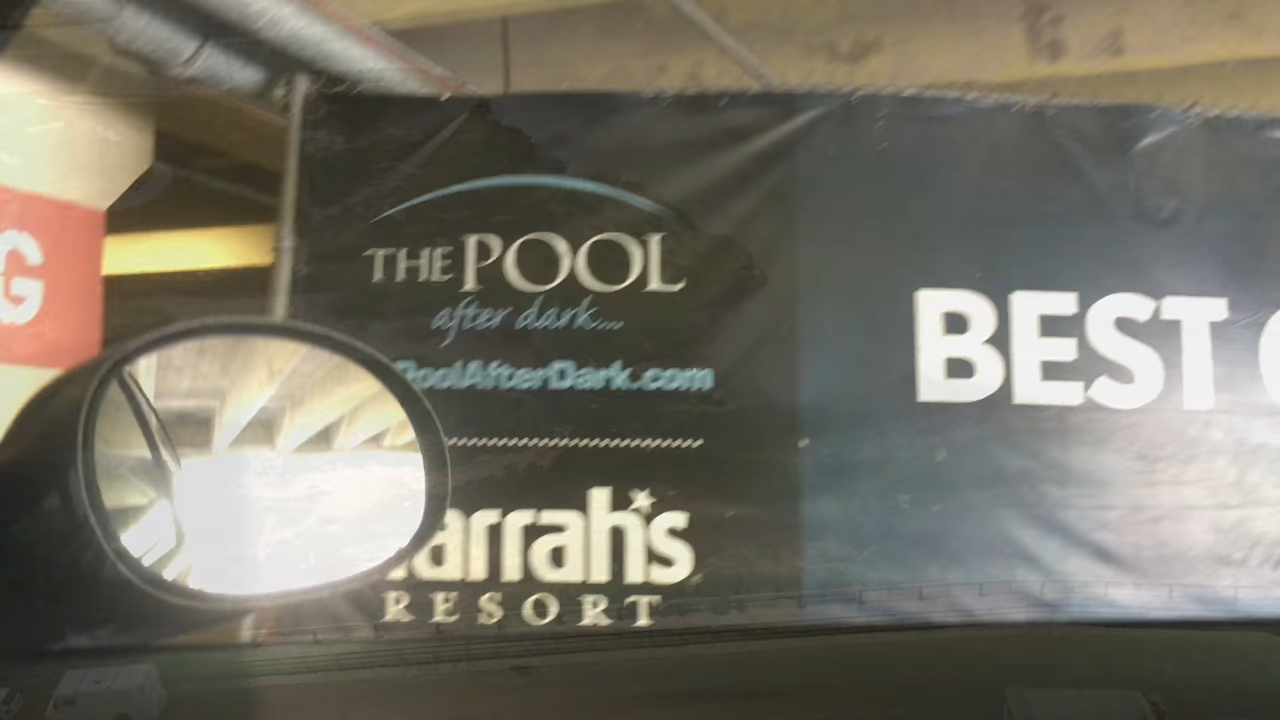 G
THE POOL
after dark...
PoolAfterDark.com
arrah's
RESORT
BEST